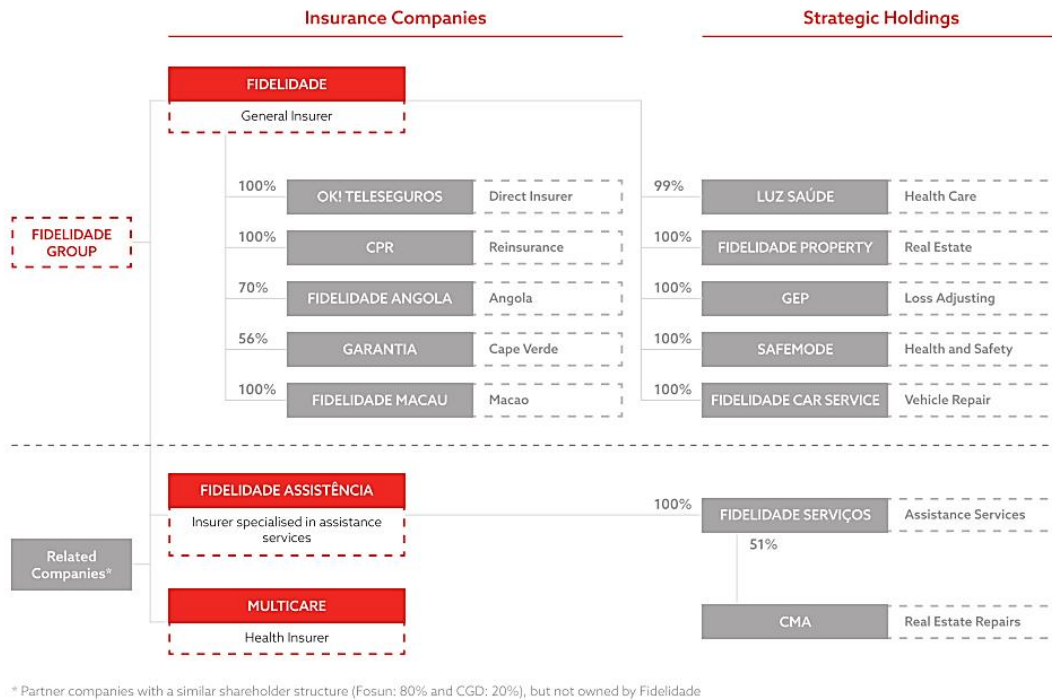 Insurance Companies
Strategic Holdings
FIDELIDADE
General Insurer
FIDELIDADE
GROUP
100%
OK! TELESEGUROS
Direct Insurer
100%
CPR
Reinsurance
70%
FIDELIDADE ANGOLA
Angola
56%
GARANTIA
Cape Verde
100%
FIDELIDADE MACAU
Macao
99%
LUZ SAÚDE
Health Care
100%
FIDELIDADE PROPERTY
Real Estate
100%
GEP
Loss Adjusting
100%
SAFEMODE
Health and Safety
100%
FIDELIDADE CAR SERVICE
Vehicle Repair
Related
Companies*
FIDELIDADE ASSISTÊNCIA
Insurer specialised in assistance
services
MULTICARE
Health Insurer
100%
FIDELIDADE SERVIÇOS
Assistance Services
51%
CMA
Real Estate Repairs
* Partner companies with a similar shareholder structure (Fosun: 80% and CGD: 20%), but not owned by Fidelidade